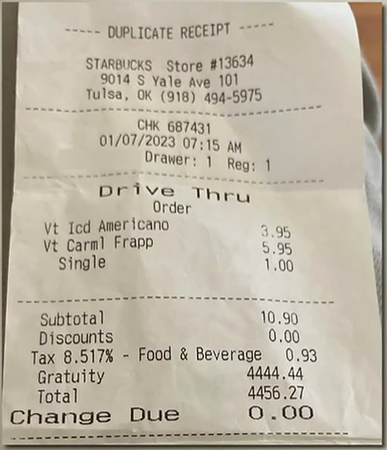 ----- DUPLICATE RECEIPT -----
STARBUCKS Store #13634
9014 S Yale Ave 101
Tulsa, OK (918) 494-5975
CHK 687431
01/07/2023 07:15 AM
Drawer: 1 Reg: 1
Drive Thru
Order
Vt Icd Americano 3.95
Vt Carml Frapp 5.95
Single 1.00
Subtotal 10.90
Discounts 0.00
Tax 8.517% - Food & Beverage 0.93
Gratuity 4444.44
Total 4456.27
Change Due 0.00